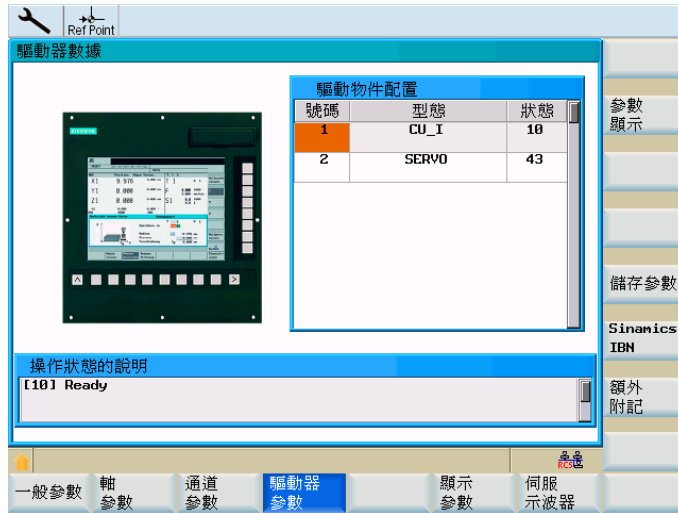 Ref Point
驅動器數據
驅動物件配置
號碼 型態 狀態
1 CU_I 10
2 SERVO 43
SIEMENS
操作狀態的說明
[10] Ready
參數
顯示
儲存參數
Sinamics
IBN
額外
附記
RCS
一般參數
軸
參數
通道
參數
驅動器
參數
顯示
參數
伺服
示波器